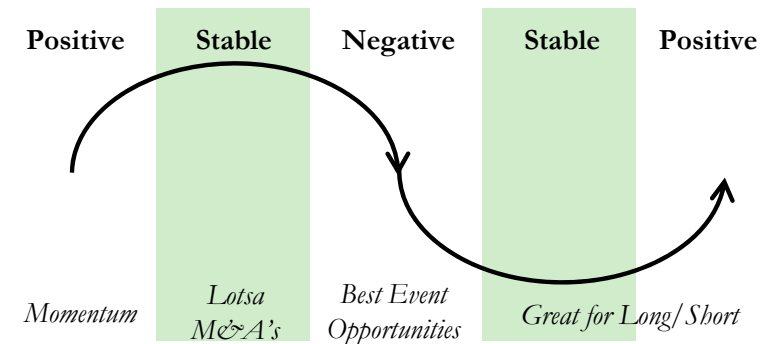 Positive Stable Negative Stable Positive
Momentum
Lotsa
M&A's
Best Event
Opportunities
Great for Long/Short